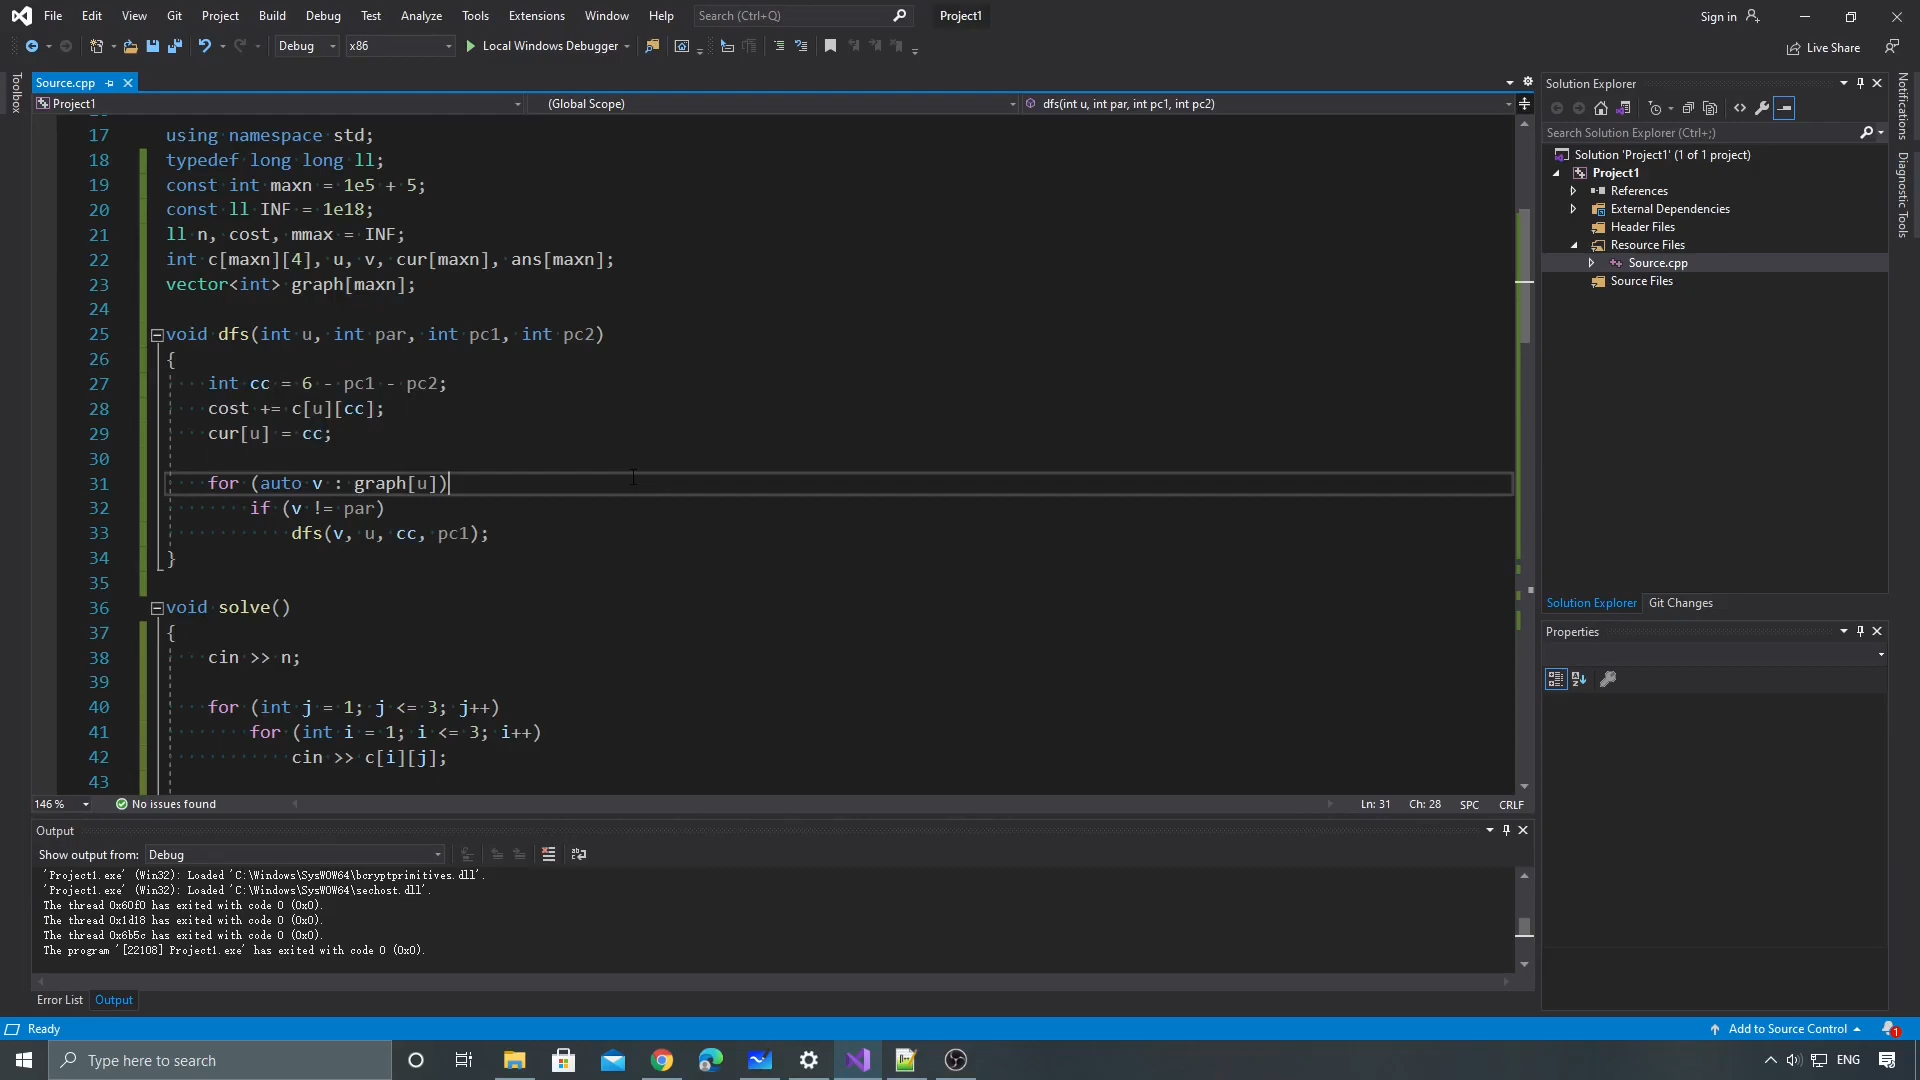 File Edit View Git Project Build Debug Test Analyze Tools Extensions Window Help Search (Ctrl+Q) Project1 Sign in
Debug x86 Local Windows Debugger Live Share
Toolbox
Source.cpp
Project1 (Global Scope) dfs(int u, int par, int pc1, int pc2)
17 using namespace std;
18 typedef long long ll;
19 const int maxn = 1e5 + 5;
20 const ll INF = 1e18;
21 ll n, cost, mmax = INF;
22 int c[maxn][4], u, v, cur[maxn], ans[maxn];
23 vector<int> graph[maxn];
24
25 void dfs(int u, int par, int pc1, int pc2)
26 {
27 int cc = 6 - pc1 - pc2;
28 cost += c[u][cc];
29 cur[u] = cc;
30
31 for (auto v : graph[u])
32 if (v != par)
33 dfs(v, u, cc, pc1);
34 }
35
36 void solve()
37 {
38 cin >> n;
39
40 for (int j = 1; j <= 3; j++)
41 for (int i = 1; i <= 3; i++)
42 cin >> c[i][j];
43
146 % No issues found Ln: 31 Ch: 28 SPC CRLF
Output
Show output from: Debug
'Project1.exe' (Win32): Loaded 'C:\Windows\SysWOW64\bcryptprimitives.dll'.
'Project1.exe' (Win32): Loaded 'C:\Windows\SysWOW64\sechost.dll'.
The thread 0x60f0 has exited with code 0 (0x0).
The thread 0x1d18 has exited with code 0 (0x0).
The thread 0x6b5c has exited with code 0 (0x0).
The program '[22108] Project1.exe' has exited with code 0 (0x0).
Error List Output
Solution Explorer
Search Solution Explorer (Ctrl+;)
Solution 'Project1' (1 of 1 project)
Project1
References
External Dependencies
Header Files
Resource Files
Source.cpp
Source Files
Solution Explorer Git Changes
Properties
Notifications
Diagnostic Tools
Ready Add to Source Control 1
Type here to search ENG